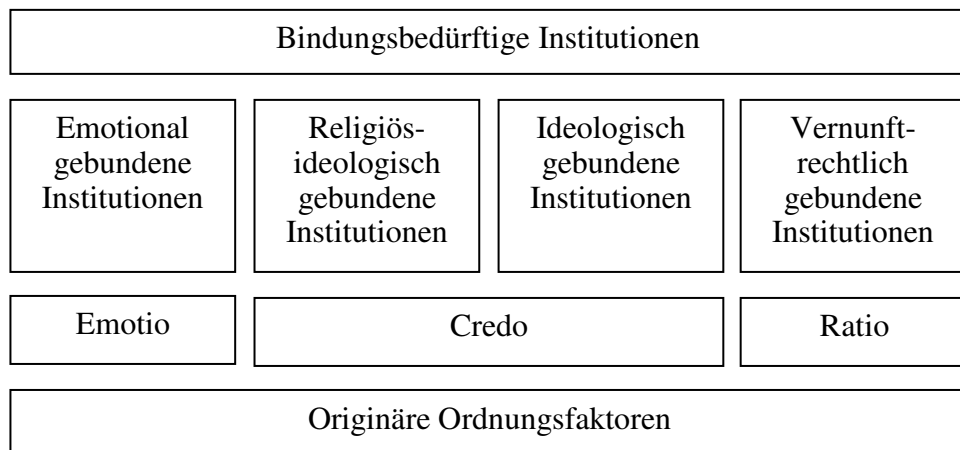 Bindungsbedürftige Institutionen
Emotional
gebundene
Institutionen
Religiös-
ideologisch
gebundene
Institutionen
Ideologisch
gebundene
Institutionen
Vernunft-
rechtlich
gebundene
Institutionen
Emotio
Credo
Ratio
Originäre Ordnungsfaktoren